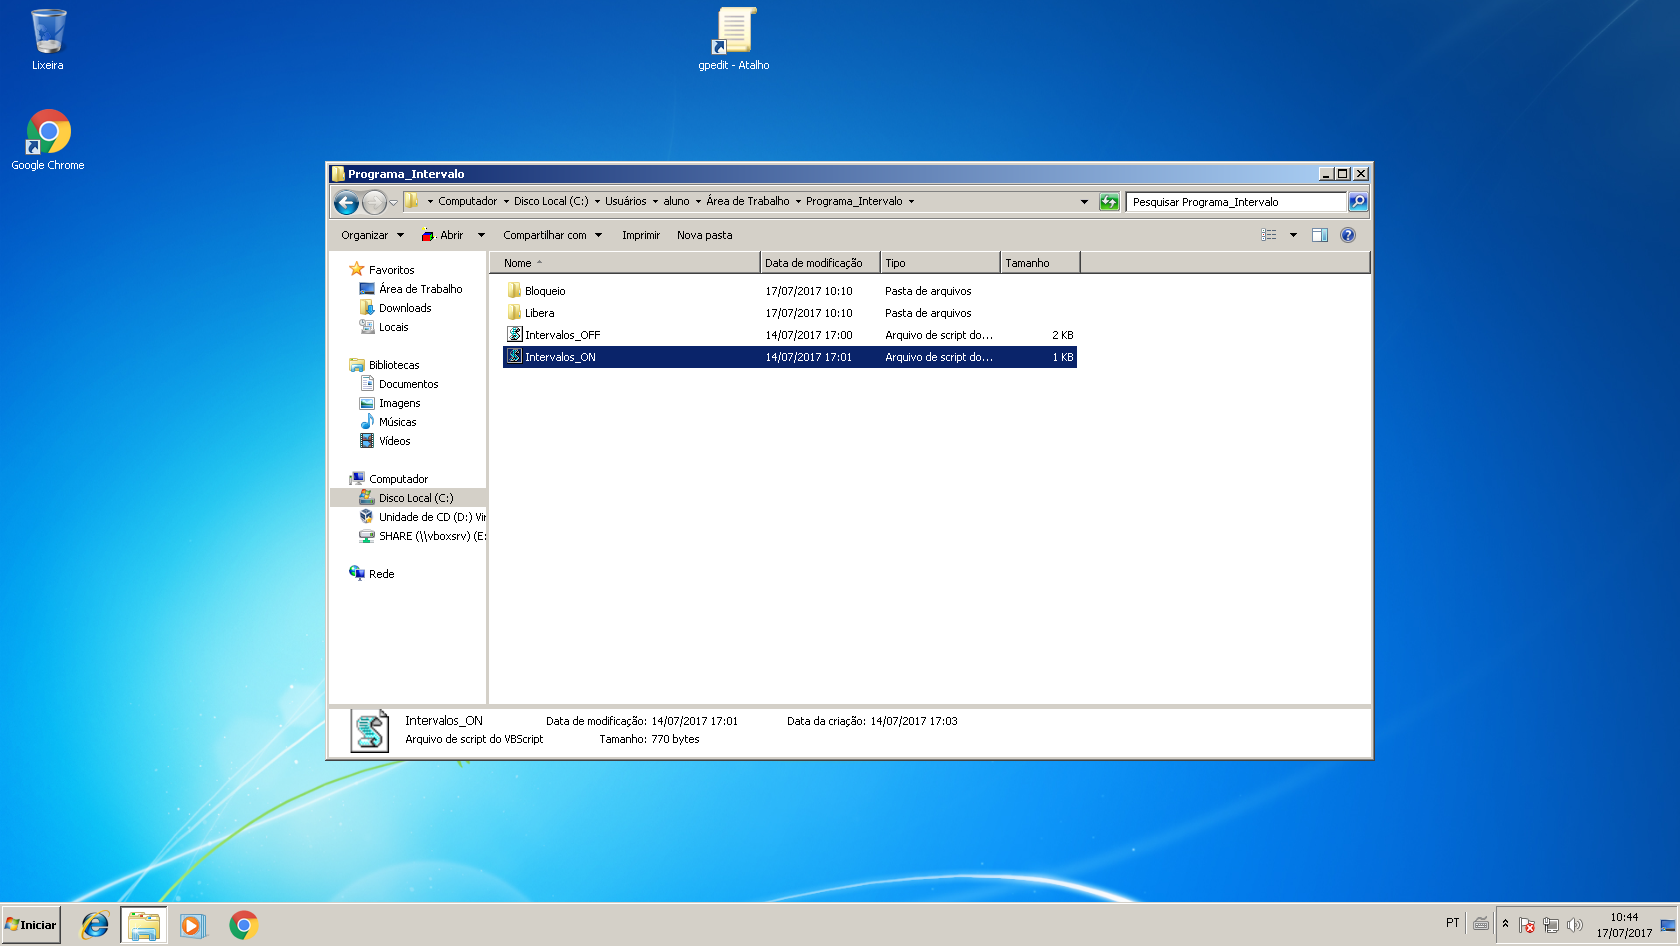 Lixeira
gpedit - Atalho
Google Chrome
Programa_Intervalo
Computador Disco Local (C:) Usuários aluno Área de Trabalho Programa_Intervalo
Pesquisar Programa_Intervalo
Organizar Abrir Compartilhar com Imprimir Nova pasta
Nome Data de modificação Tipo Tamanho
Bloqueio 17/07/2017 10:10 Pasta de arquivos
Libera 17/07/2017 10:10 Pasta de arquivos
Intervalos_OFF 14/07/2017 17:00 Arquivo de script do... 2 KB
Intervalos_ON 14/07/2017 17:01 Arquivo de script do... 1 KB
Favoritos
Área de Trabalho
Downloads
Locais
Bibliotecas
Documentos
Imagens
Músicas
Vídeos
Computador
Disco Local (C:)
Unidade de CD (D:) Vir
SHARE (\\vboxsrv) (E:
Rede
Intervalos_ON Data de modificação: 14/07/2017 17:01 Data da criação: 14/07/2017 17:03
Arquivo de script do VBScript Tamanho: 770 bytes
Iniciar
PT
10:44
17/07/2017